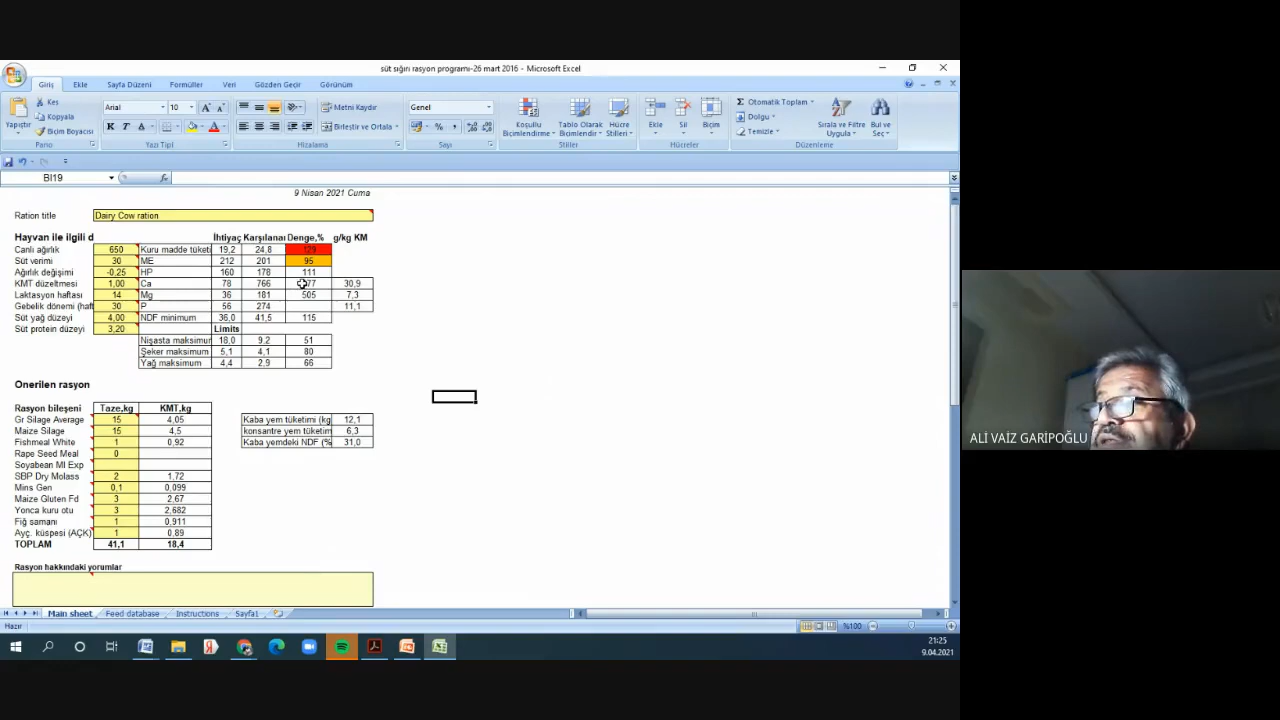 süt sığırı rasyon programı-26 mart 2016 - Microsoft Excel
Giriş Ekle Sayfa Düzeni Formüller Veri Gözden Geçir Görünüm
Yapıştır Kes Kopyala Biçim Boyacısı Pano
Arial 10 K T A Yazı Tipi
Metni Kaydır Birleştir ve Ortala Hizalama
Genel % Sayı
Koşullu Biçimlendirme Tablo Olarak Biçimlendir Hücre Stilleri Stiller
Ekle Sil Biçim Hücreler
Σ Otomatik Toplam Dolgu Temizle Sırala ve Filtre Uygula Bul ve Seç Düzenleme
BI19 fx
9 Nisan 2021 Cuma
Ration title Dairy Cow ration
Hayvan ile ilgili d İhtiyaç Karşılanan Denge,% g/kg KM
Canlı ağırlık 650 Kuru madde tüketi 19,2 24,8 129
Süt verimi 30 ME 212 201 95
Ağırlık değişimi -0,25 HP 160 178 111
KMT düzeltmesi 1,00 Ca 78 766 77 30,9
Laktasyon haftası 14 Mg 36 181 505 7,3
Gebelik dönemi (haft 30 P 56 274 11,1
Süt yağ düzeyi 4,00 NDF minimum 36,0 41,5 115
Süt protein düzeyi 3,20 Limits
Nişasta maksimum 18,0 9,2 51
Şeker maksimum 5,1 4,1 80
Yağ maksimum 4,4 2,9 66
Onerilen rasyon
Rasyon bileşeni Taze,kg KMT,kg
Gr Silage Average 15 4,05 Kaba yem tüketimi (kg 12,1
Maize Silage 15 4,5 konsantre yem tüketim 6,3
Fishmeal White 1 0,92 Kaba yemdeki NDF (% 31,0
Rape Seed Meal 0
Soyabean Ml Exp
SBP Dry Molass 2 1,72
Mins Gen 0,1 0,099
Maize Gluten Fd 3 2,67
Yonca kuru otu 3 2,682
Fiğ samanı 1 0,911
Ayç. küspesi (AÇK) 1 0,89
TOPLAM 41,1 18,4
Rasyon hakkındaki yorumlar
Main sheet Feed database Instructions Sayfa1
Hazır %100
21:25
9.04.2021
ALİ VAİZ GARİPOĞLU